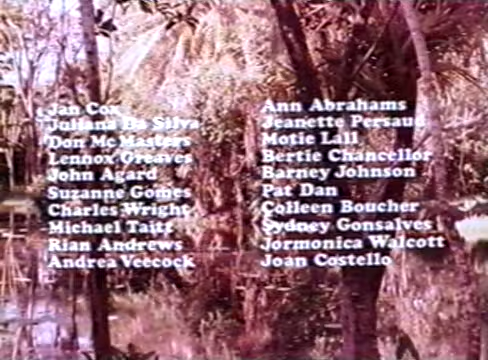 Jan Cox
Juliana Da Silva
Don Mc Masters
Lennox Greaves
John Agard
Suzanne Gomes
Charles Wright
Michael Taitt
Rian Andrews
Andrea Veecock
Ann Abrahams
Jeanette Persaud
Motie Lall
Bertie Chancellor
Barney Johnson
Pat Dan
Colleen Boucher
Sydney Gonsalves
Jormonica Walcott
Joan Costello